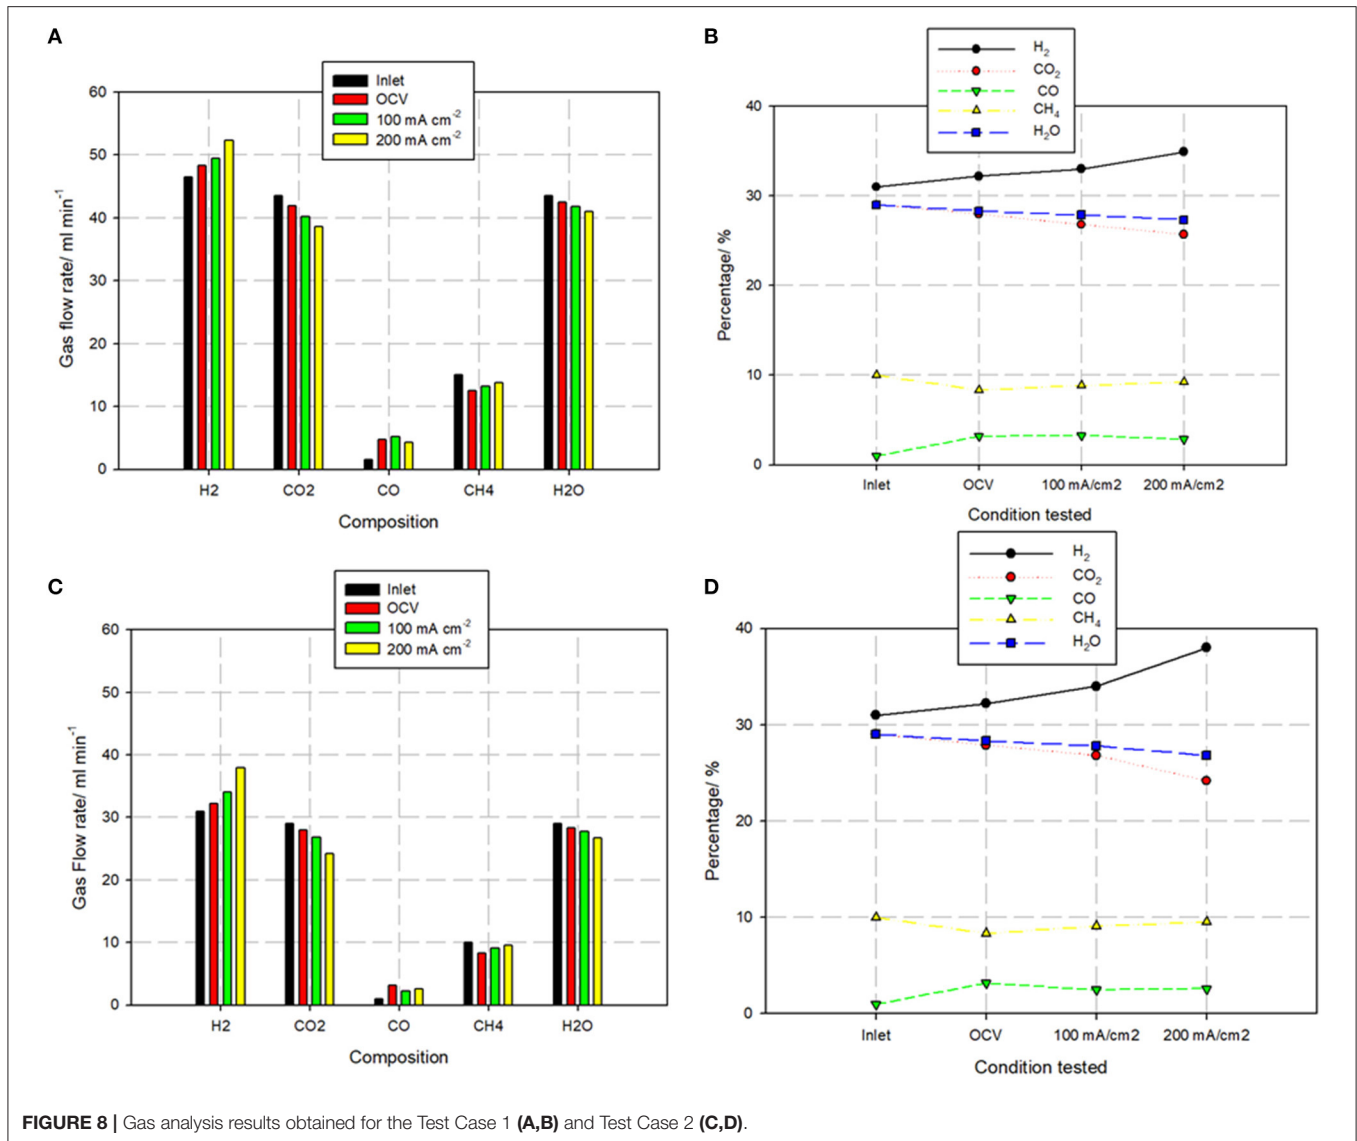 A
Inlet
OCV
100 mA cm⁻²
200 mA cm⁻²
60
50
40
30
20
10
0
Gas flow rate/ ml min⁻¹
H2 CO2 CO CH4 H2O
Composition
B
H₂
CO₂
CO
CH₄
H₂O
40
30
20
10
0
Percentage/ %
Inlet OCV 100 mA/cm2 200 mA/cm2
Condition tested
C
Inlet
OCV
100 mA cm⁻²
200 mA cm⁻²
60
50
40
30
20
10
0
Gas Flow rate/ ml min⁻¹
H2 CO2 CO CH4 H2O
Composition
D
H₂
CO₂
CO
CH₄
H₂O
40
30
20
10
0
Percentage/ %
Inlet OCV 100 mA/cm2 200 mA/cm2
Condition tested
FIGURE 8 | Gas analysis results obtained for the Test Case 1 (A,B) and Test Case 2 (C,D).